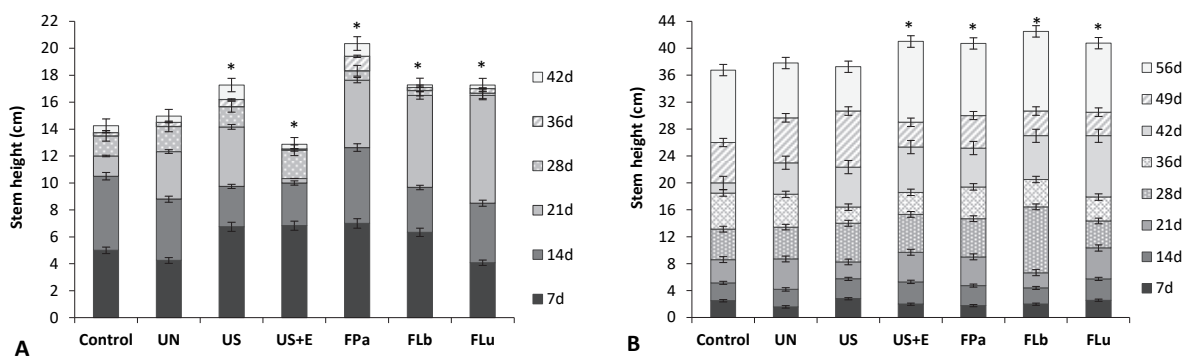 Stem height (cm)
22
20
18
16
14
12
10
8
6
4
2
0
* * * * *
Control UN US US+E FPa FLb FLu
42d
36d
28d
21d
14d
7d
A
Stem height (cm)
44
40
36
32
28
24
20
16
12
8
4
0
* * * *
Control UN US US+E FPa FLb FLu
56d
49d
42d
36d
28d
21d
14d
7d
B